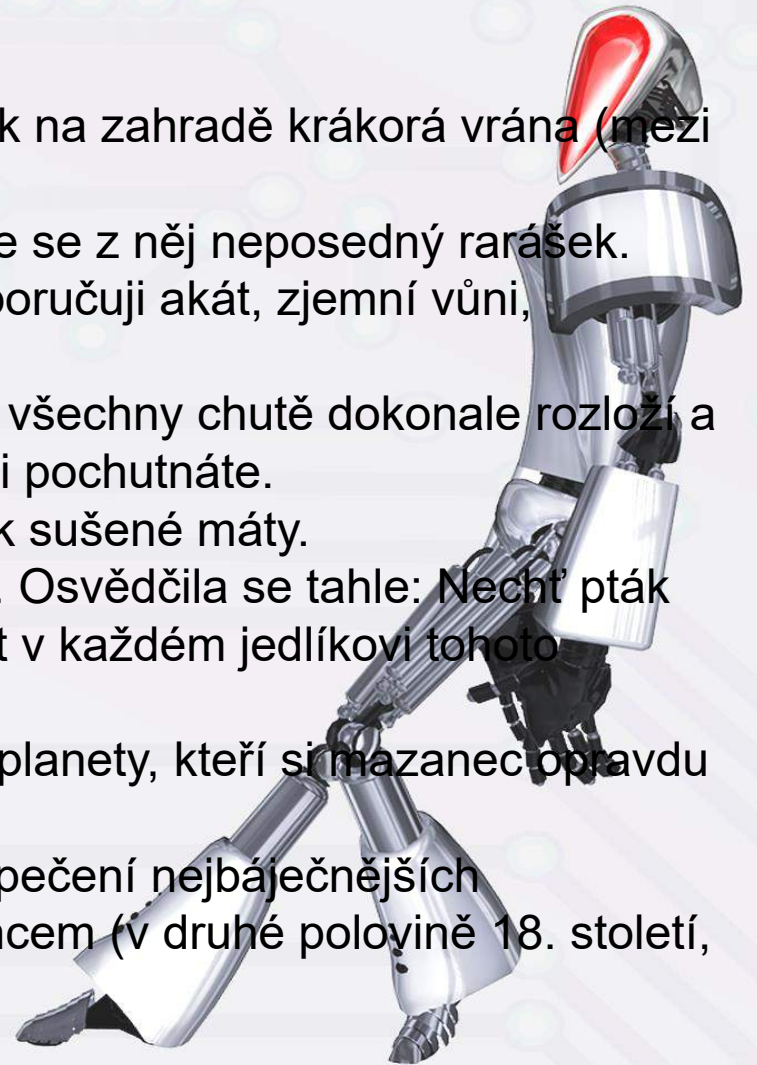 k na zahradě krákorá vrána (mezi
e se z něj neposedný rarášek.
poručuji akát, zjemní vůni,
všechny chutě dokonale rozloží a
i pochutnáte.
k sušené máty.
. Osvědčila se tahle: Nechť pták
t v každém jedlíkovi tohoto
planety, kteří si mazanec opravdu
pečení nejbáječnějších
ncem (v druhé polovině 18. století,